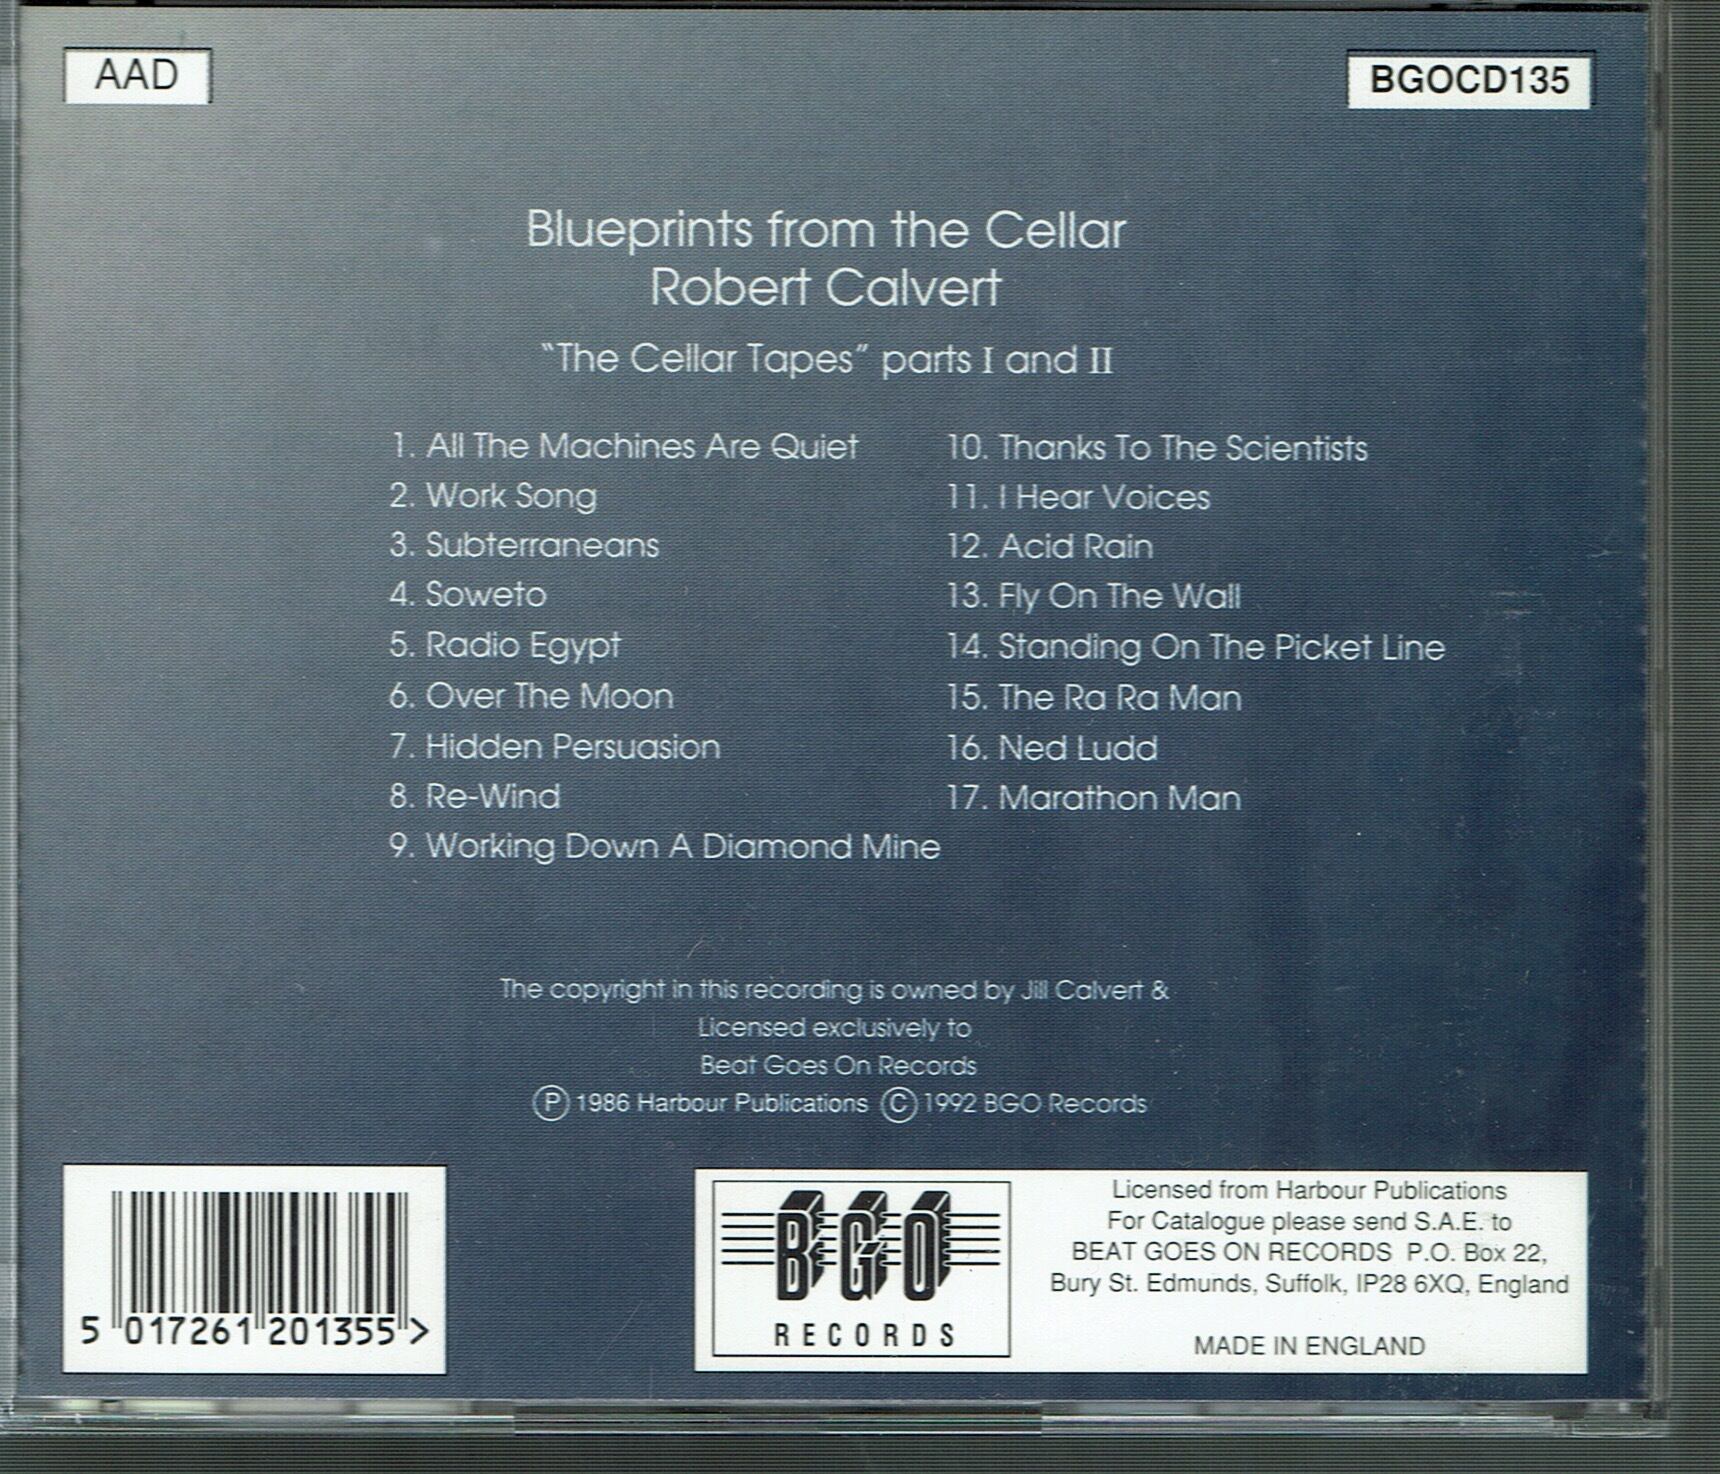 AAD
BGOCD135
Blueprints from the Cellar
Robert Calvert
"The Cellar Tapes" parts I and II
1. All The Machines Are Quiet
2. Work Song
3. Subterraneans
4. Soweto
5. Radio Egypt
6. Over The Moon
7. Hidden Persuasion
8. Re-Wind
9. Working Down A Diamond Mine
10. Thanks To The Scientists
11. I Hear Voices
12. Acid Rain
13. Fly On The Wall
14. Standing On The Picket Line
15. The Ra Ra Man
16. Ned Ludd
17. Marathon Man
The copyright in this recording is owned by Jill Calvert &
Licensed exclusively to
Beat Goes On Records
Ⓟ 1986 Harbour Publications © 1992 BGO Records
5 017261 201355 >
BGO
RECORDS
Licensed from Harbour Publications
For Catalogue please send S.A.E. to
BEAT GOES ON RECORDS P.O. Box 22,
Bury St. Edmunds, Suffolk, IP28 6XQ, England
MADE IN ENGLAND